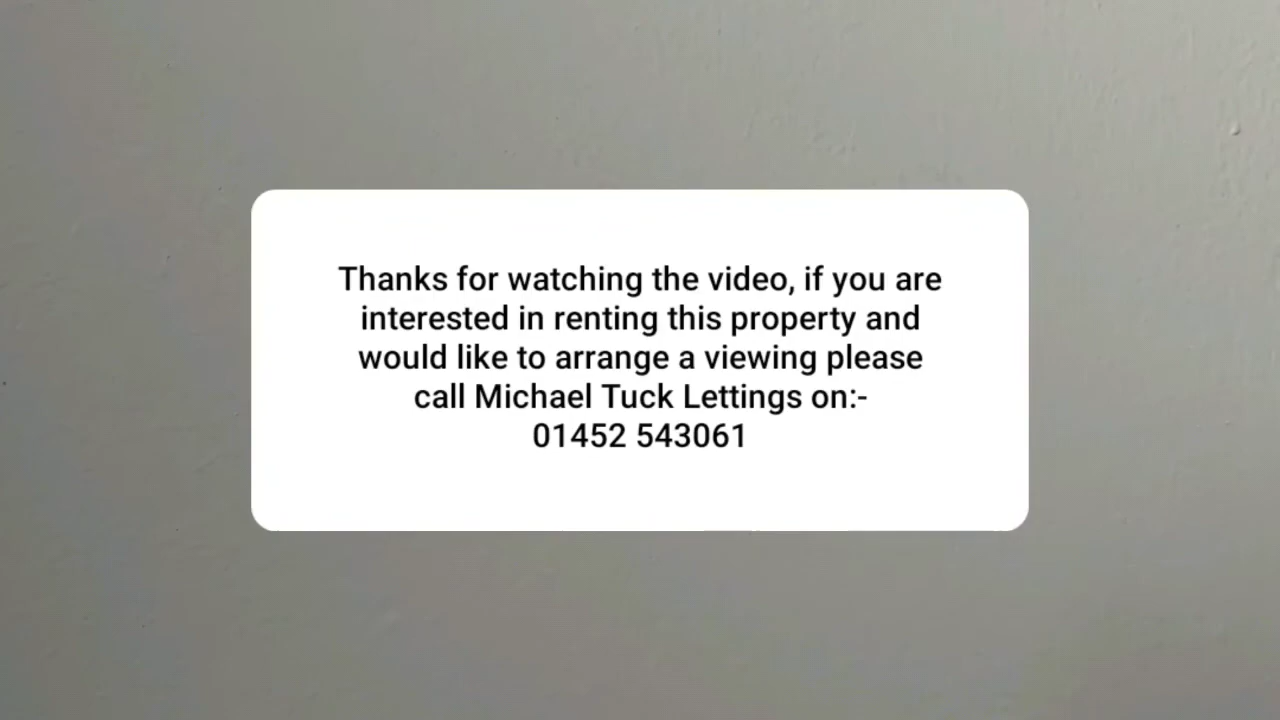 Thanks for watching the video, if you are
interested in renting this property and
would like to arrange a viewing please
call Michael Tuck Lettings on:-
01452 543061